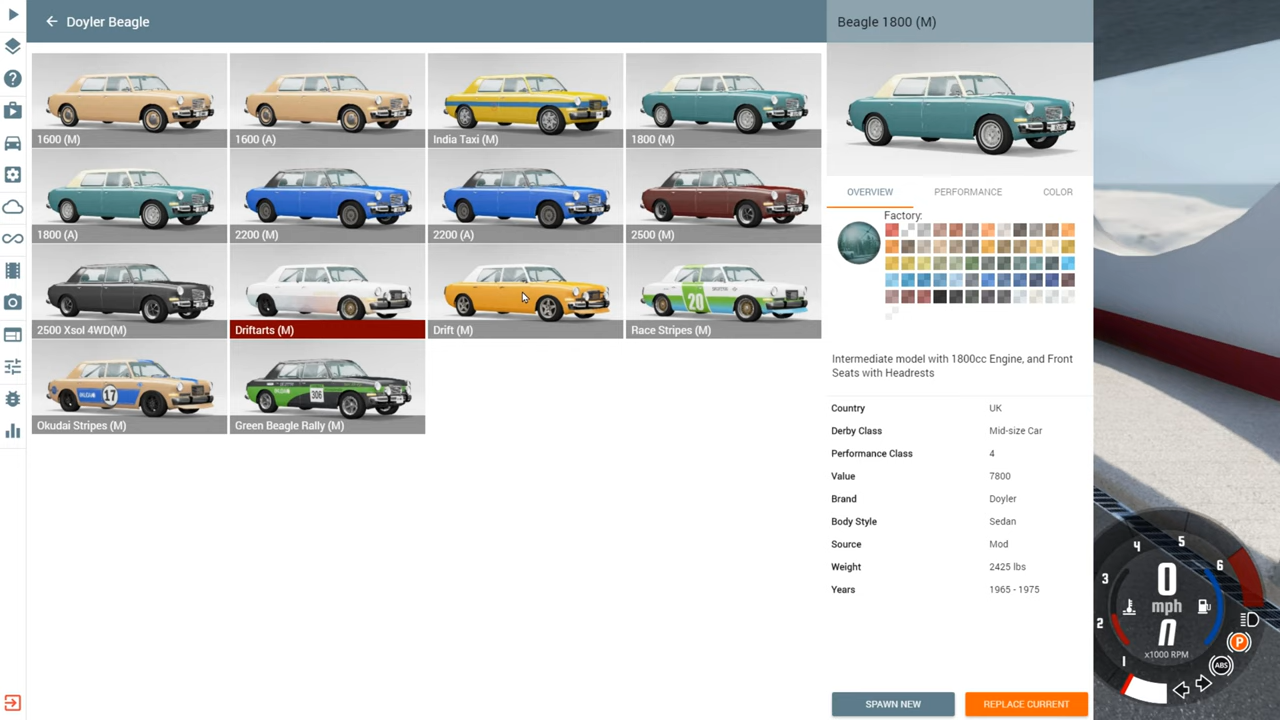 Doyler Beagle
Beagle 1800 (M)
1600 (M)
1600 (A)
India Taxi (M)
1800 (M)
1800 (A)
2200 (M)
2200 (A)
2500 (M)
2500 Xsol 4WD(M)
Driftarts (M)
Drift (M)
Race Stripes (M)
20
Okudai Stripes (M)
17
Green Beagle Rally (M)
306
OVERVIEW
PERFORMANCE
COLOR
Factory:
Intermediate model with 1800cc Engine, and Front
Seats with Headrests
Country UK
Derby Class Mid-size Car
Performance Class 4
Value 7800
Brand Doyler
Body Style Sedan
Source Mod
Weight 2425 lbs
Years 1965 - 1975
SPAWN NEW
REPLACE CURRENT
1
2
3
4
5
6
0
mph
n
x1000 RPM
P
ABS